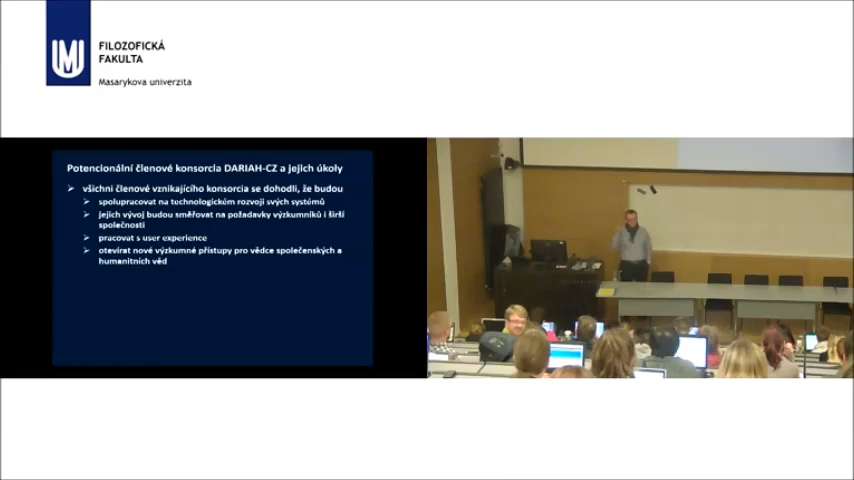 FILOZOFICKÁ
FAKULTA
Masarykova univerzita
Potencionální členové konsorcia DARIAH-CZ a jejich úkoly
všichni členové vznikajícího konsorcia se dohodli, že budou
spolupracovat na technologickém rozvoji svých systémů
jejich vývoj budou směřovat na požadavky výzkumníků i širší
společnosti
pracovat s user experience
otevírat nové výzkumné přístupy pro vědce společenských a
humanitních věd